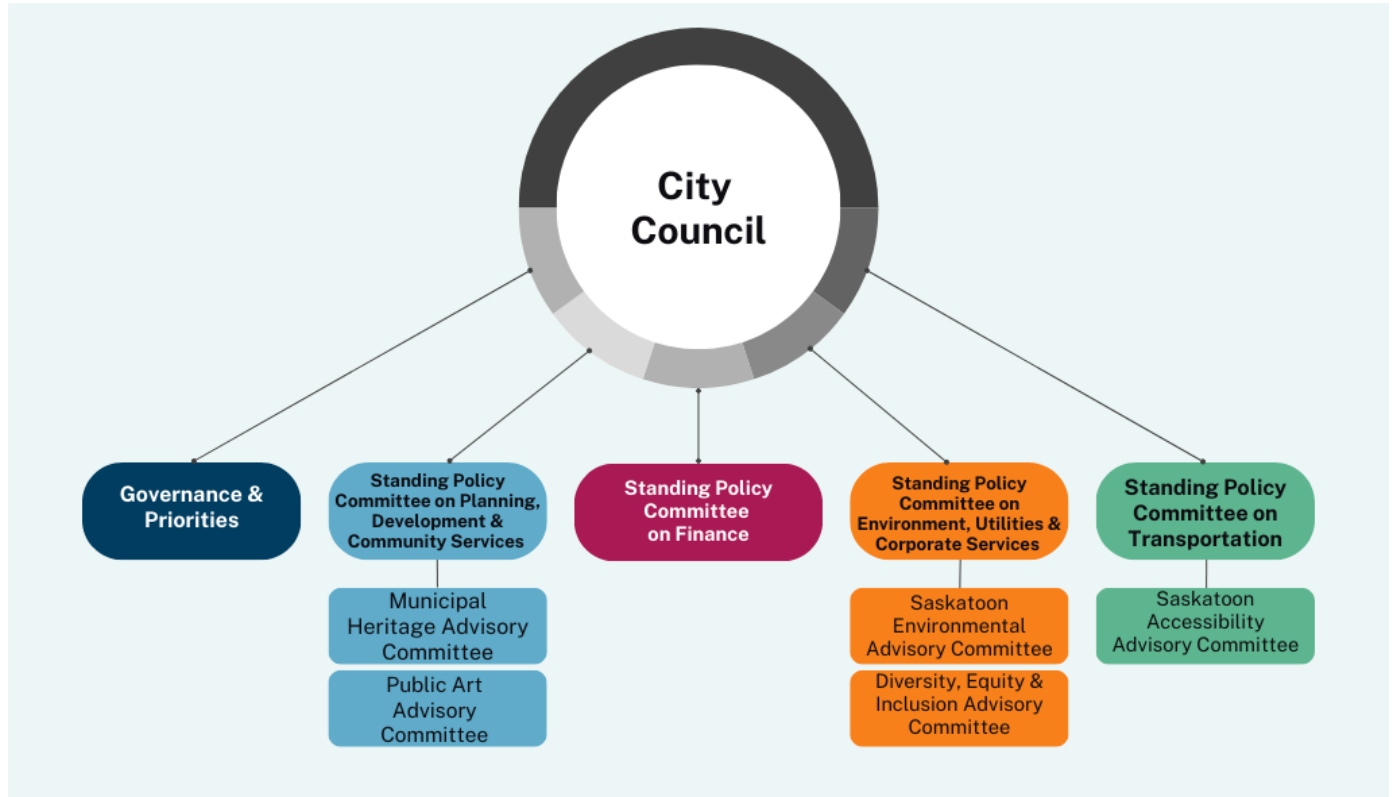 City
Council
Governance &
Priorities
Standing Policy
Committee on Planning,
Development &
Community Services
Standing Policy
Committee
on Finance
Standing Policy
Committee on
Environment, Utilities &
Corporate Services
Standing Policy
Committee on
Transportation
Municipal
Heritage Advisory
Committee
Public Art
Advisory
Committee
Saskatoon
Environmental
Advisory Committee
Diversity, Equity &
Inclusion Advisory
Committee
Saskatoon
Accessibility
Advisory Committee